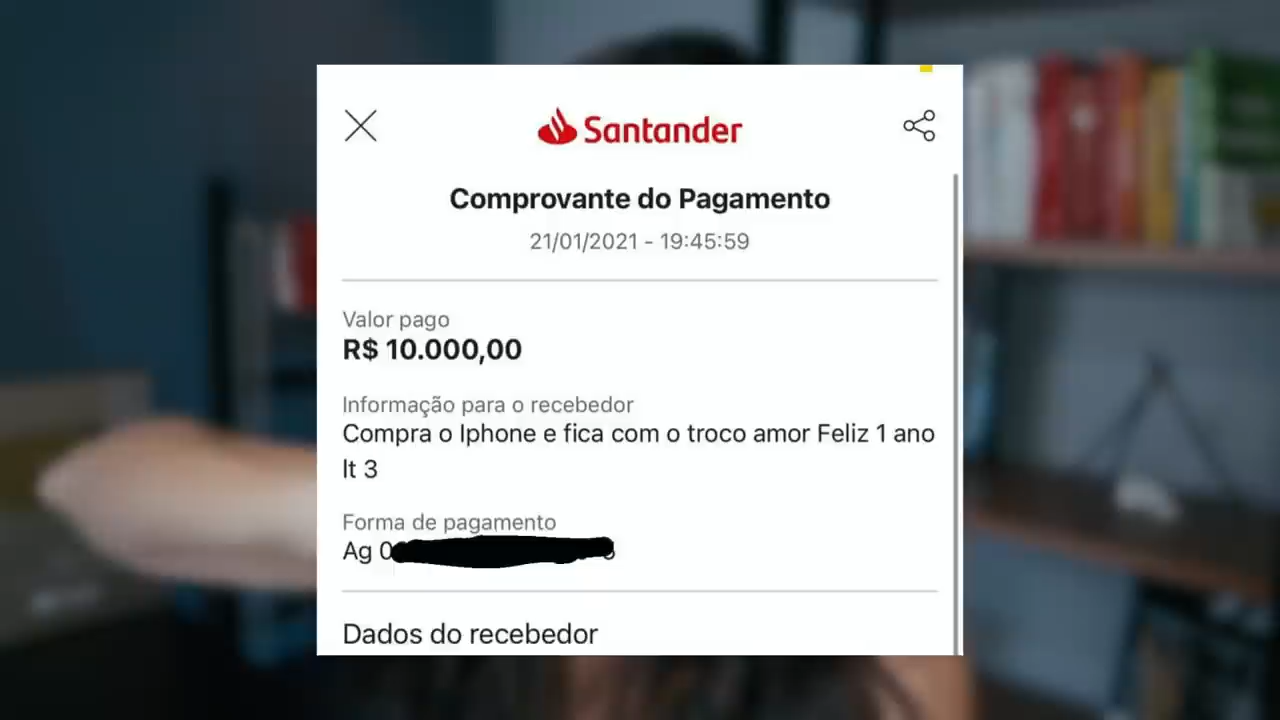 Santander
Comprovante do Pagamento
21/01/2021 - 19:45:59
Valor pago
R$ 10.000,00
Informação para o recebedor
Compra o Iphone e fica com o troco amor Feliz 1 ano
lt 3
Forma de pagamento
Ag 0
Dados do recebedor